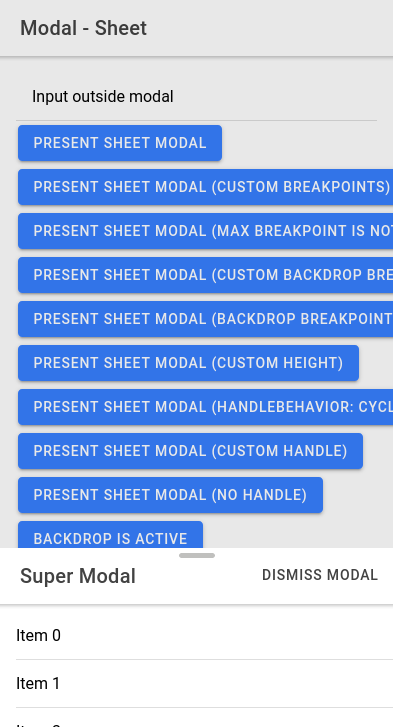 Modal - Sheet
Input outside modal
PRESENT SHEET MODAL
PRESENT SHEET MODAL (CUSTOM BREAKPOINTS)
PRESENT SHEET MODAL (MAX BREAKPOINT IS NO
PRESENT SHEET MODAL (CUSTOM BACKDROP BRE
PRESENT SHEET MODAL (BACKDROP BREAKPOINT
PRESENT SHEET MODAL (CUSTOM HEIGHT)
PRESENT SHEET MODAL (HANDLEBEHAVIOR: CYCL
PRESENT SHEET MODAL (CUSTOM HANDLE)
PRESENT SHEET MODAL (NO HANDLE)
BACKDROP IS ACTIVE
Super Modal
DISMISS MODAL
Item 0
Item 1